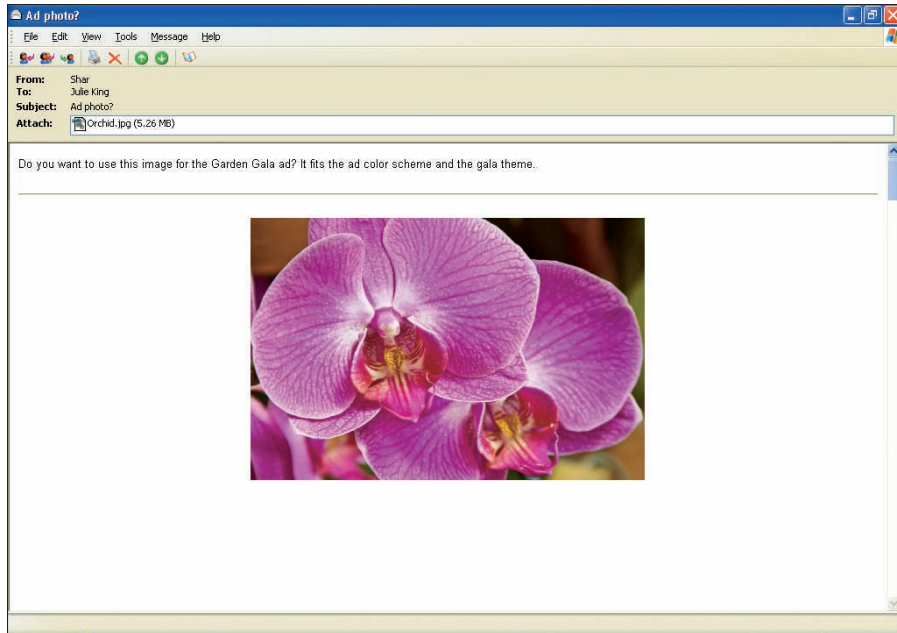 Ad photo?
File Edit View Tools Message Help
From: Shar
To: Julie King
Subject: Ad photo?
Attach: Orchid.jpg (5.26 MB)
Do you want to use this image for the Garden Gala ad? It fits the ad color scheme and the gala theme.